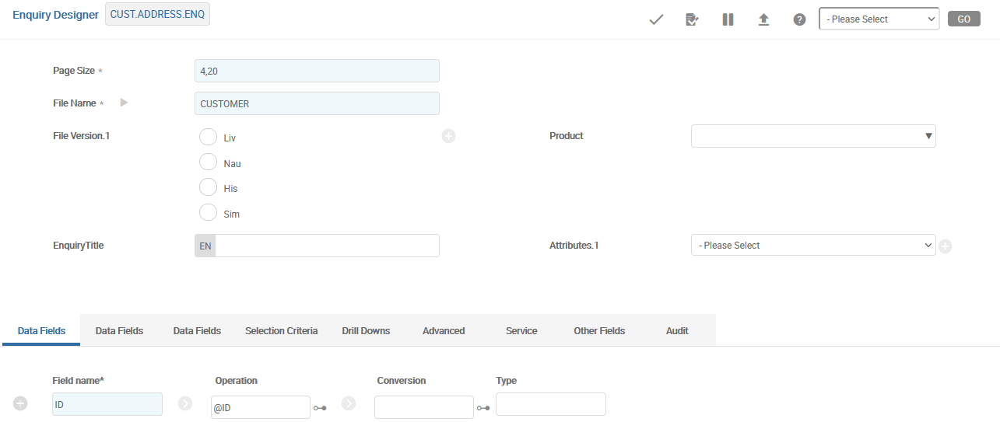 Enquiry Designer CUST.ADDRESS.ENQ
- Please Select GO
Page Size *
4,20
File Name *
CUSTOMER
File Version.1
Liv
Nau
His
Sim
Product
EnquiryTitle
EN
Attributes.1
- Please Select
Data Fields Data Fields Data Fields Selection Criteria Drill Downs Advanced Service Other Fields Audit
Field name* Operation Conversion Type
ID @ID